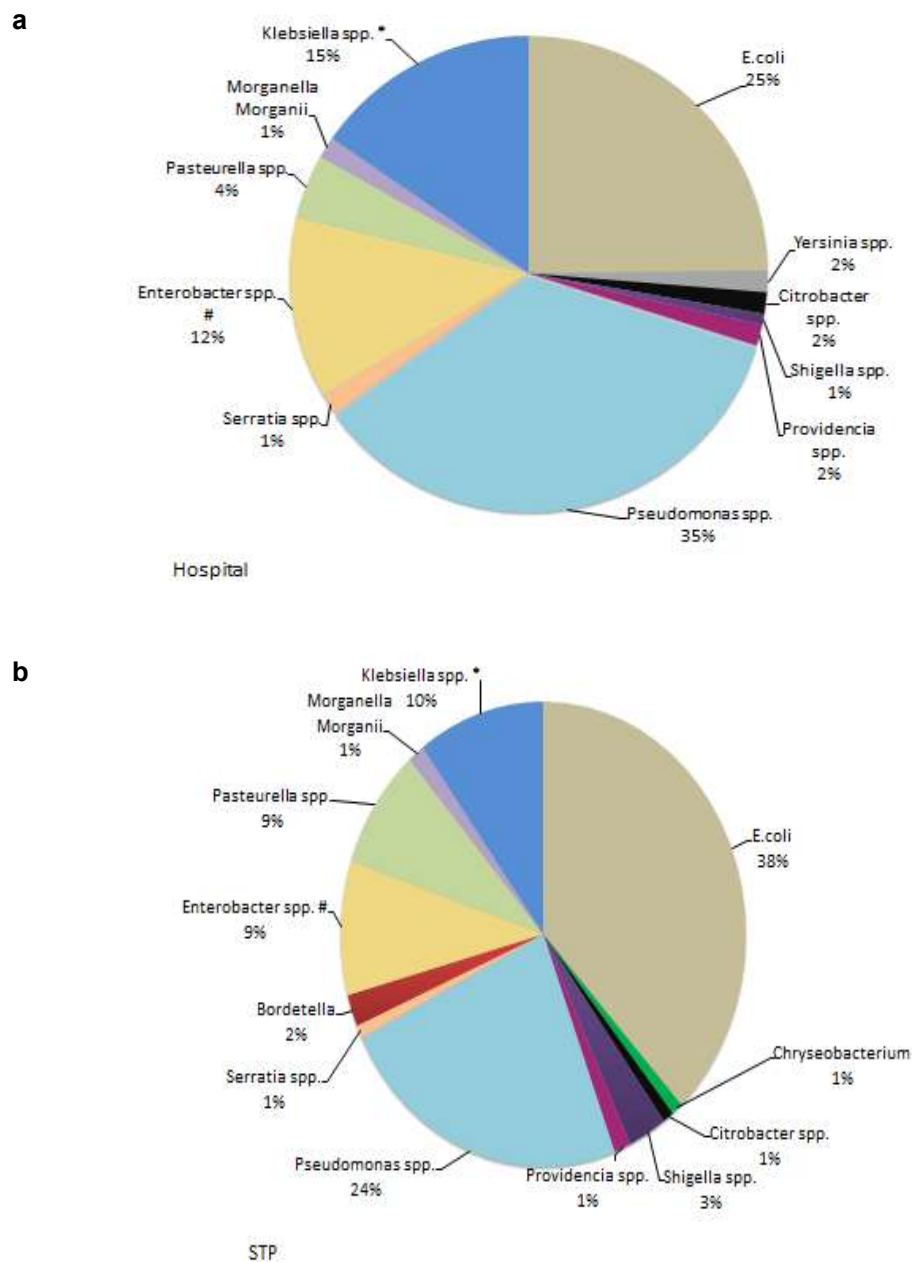 a
Klebsiella spp. *
15%
E.coli
25%
Morganella
Morganii
1%
Pasteurella spp.
4%
Yersinia spp.
2%
Enterobacter spp.
#
12%
Citrobacter
spp.
2%
Shigella spp.
1%
Serratia spp.
1%
Providencia
spp.
2%
Pseudomonas spp.
35%
Hospital
b
Klebsiella spp. *
10%
Morganella
Morganii
1%
Pasteurella spp
9%
E.coli
38%
Enterobacter spp. #
9%
Bordetella
2%
Chryseobacterium
1%
Serratia spp.
1%
Citrobacter spp.
1%
Pseudomonas spp.
24%
Providencia spp.
1%
Shigella spp.
3%
STP